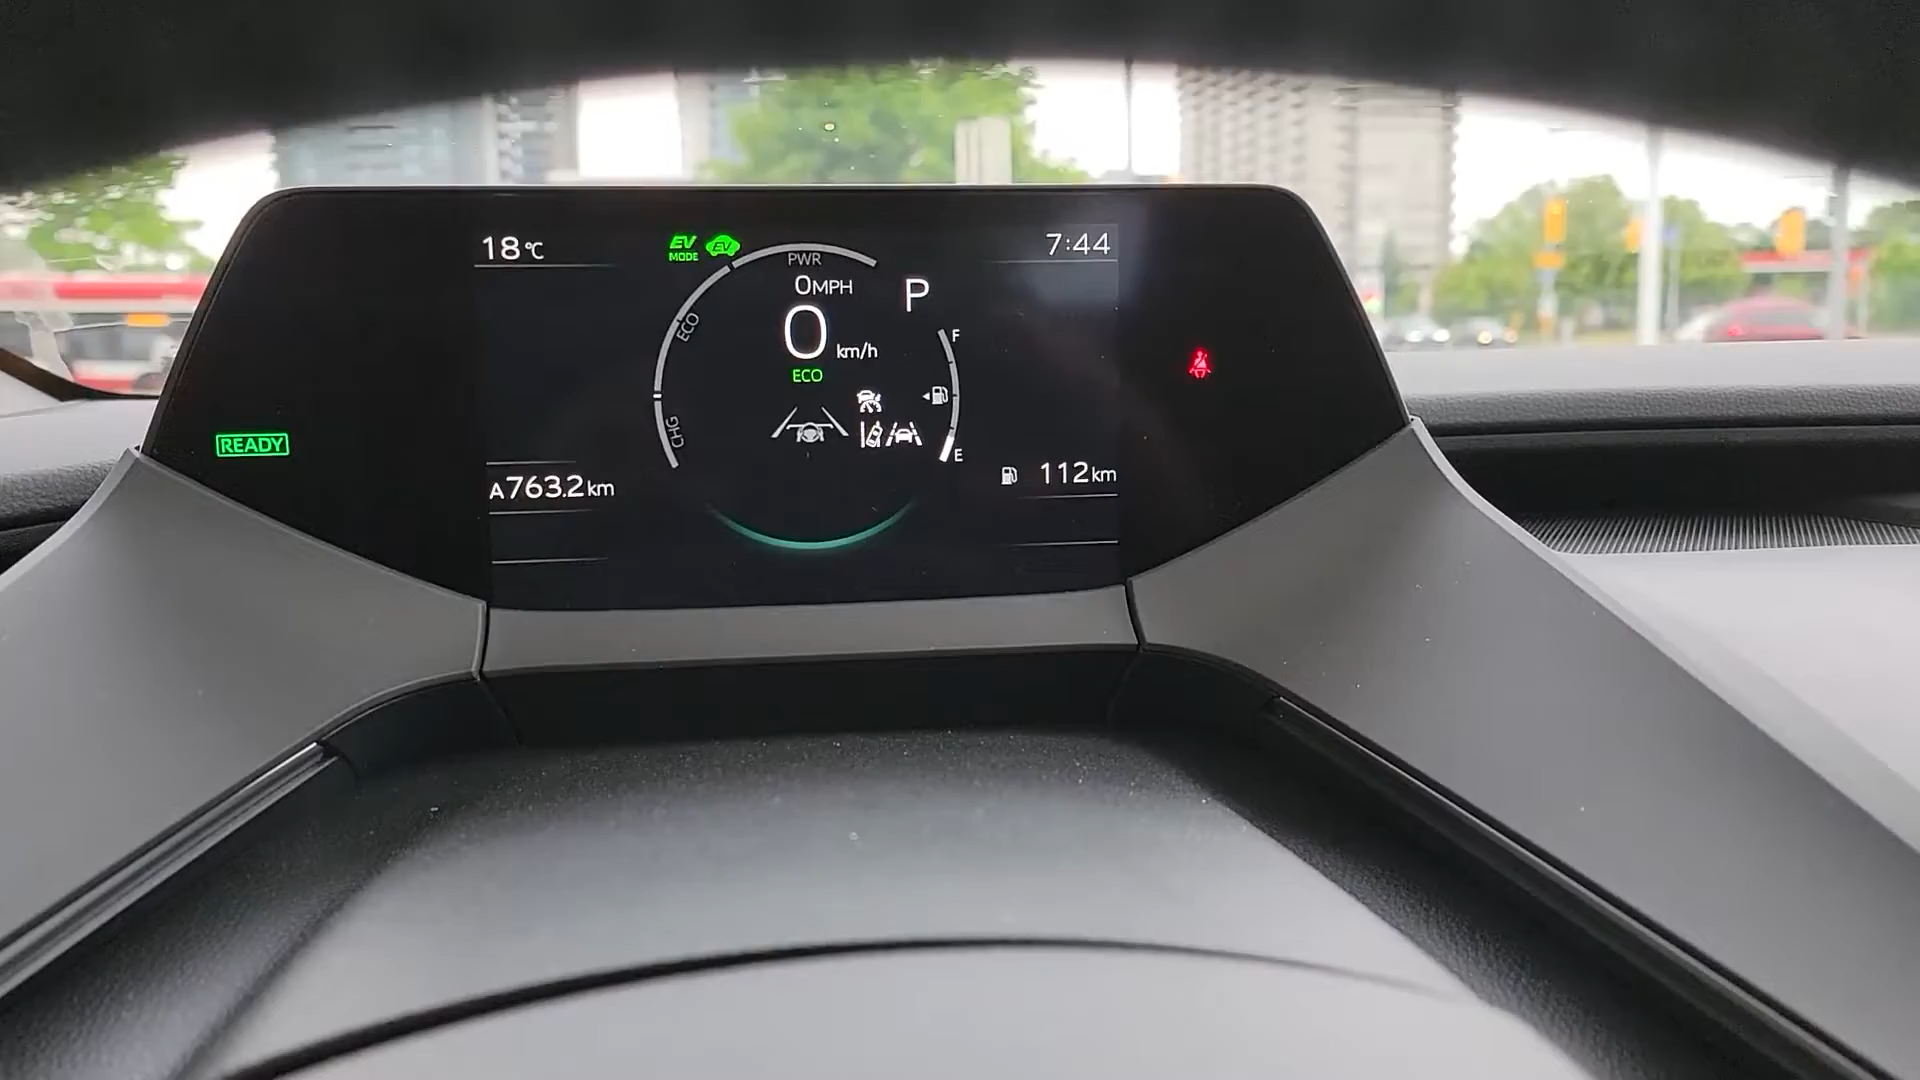 18°C
EV
MODE
EV
PWR
7:44
0MPH
P
ECO
0 km/h
F
ECO
CHG
READY
E
A763.2km
112km